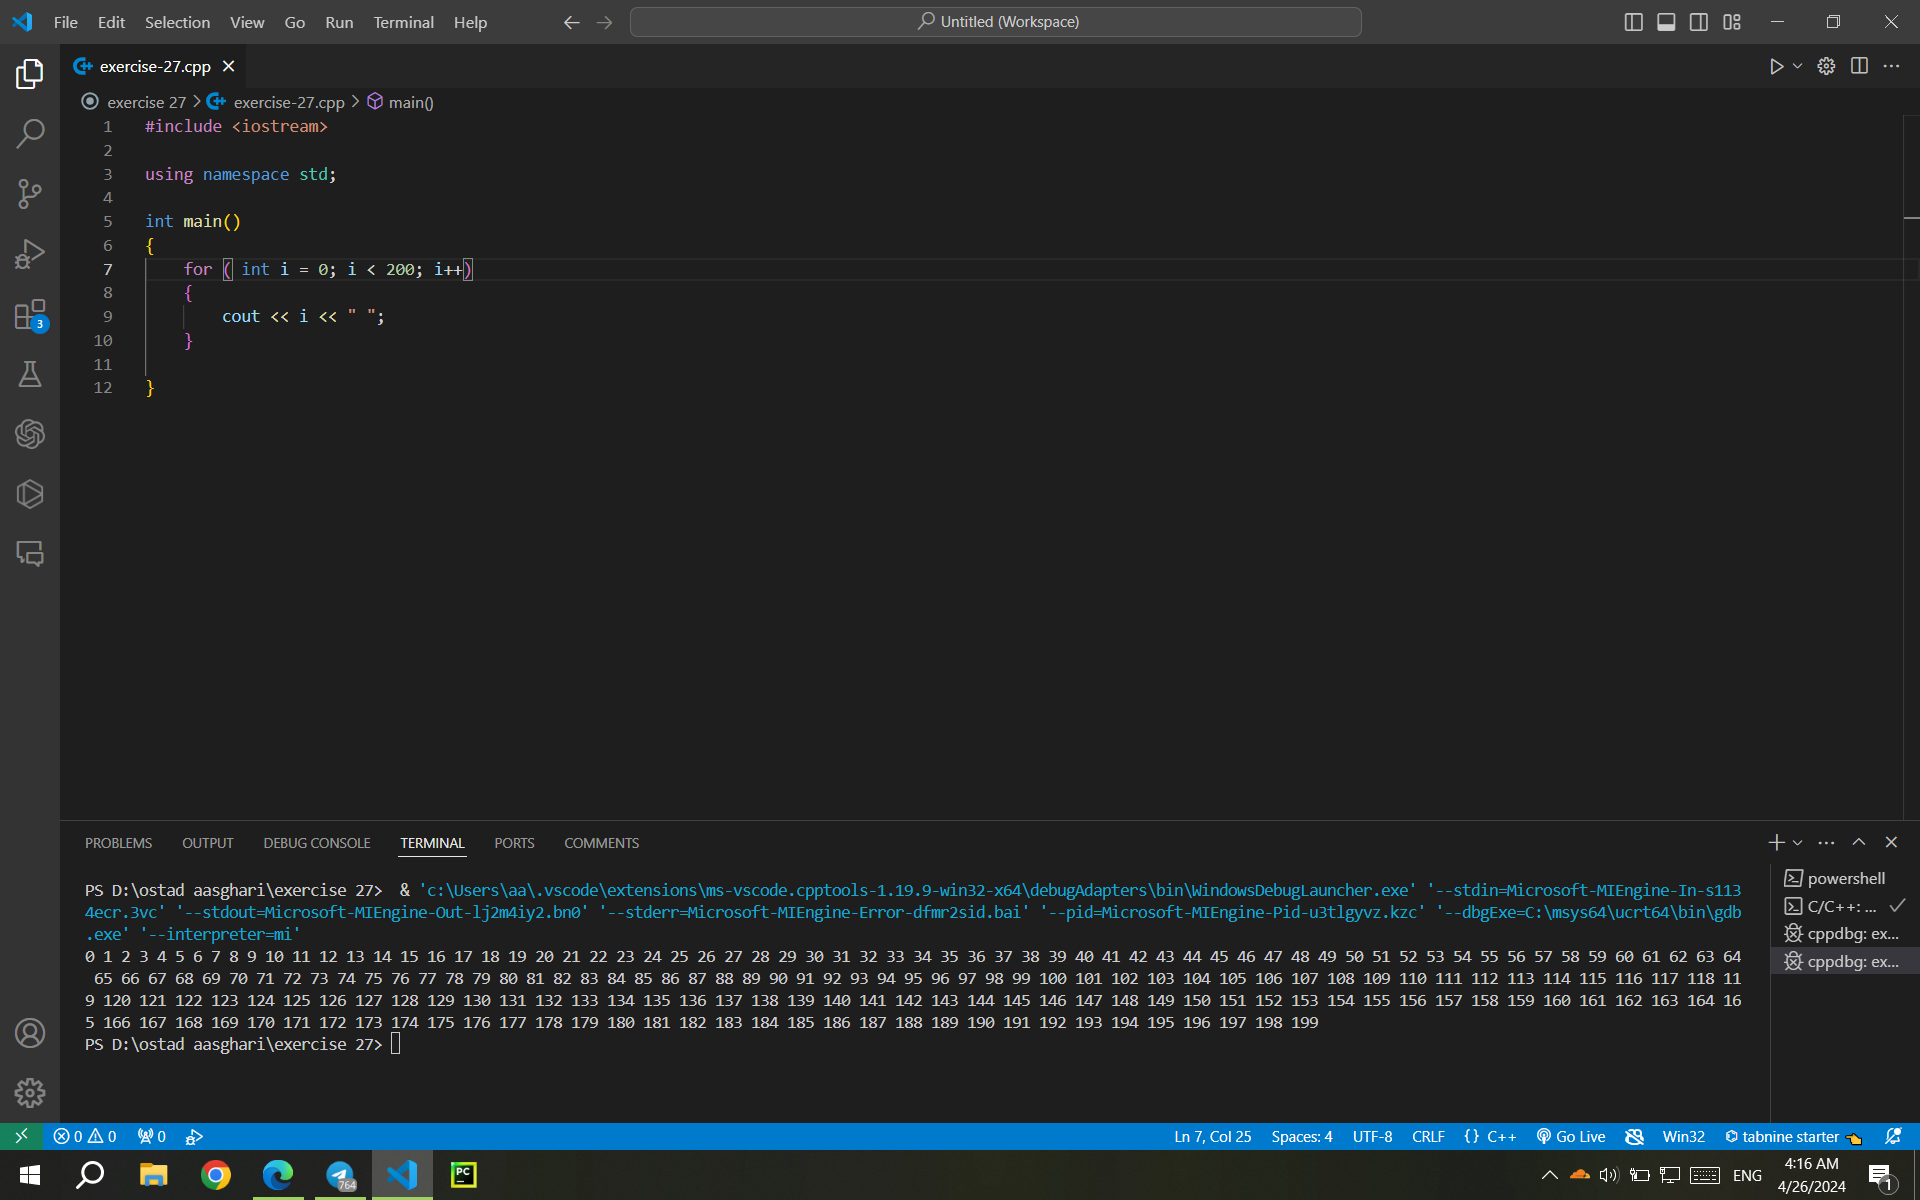 File Edit Selection View Go Run Terminal Help
Untitled (Workspace)
exercise-27.cpp
exercise 27 > exercise-27.cpp > main()
1 #include <iostream>
2
3 using namespace std;
4
5 int main()
6 {
7 for ( int i = 0; i < 200; i++)
8 {
9 cout << i << " ";
10 }
11
12 }
3
PROBLEMS OUTPUT DEBUG CONSOLE TERMINAL PORTS COMMENTS
PS D:\ostad aasghari\exercise 27>  & 'c:\Users\aa\.vscode\extensions\ms-vscode.cpptools-1.19.9-win32-x64\debugAdapters\bin\WindowsDebugLauncher.exe' '--stdin=Microsoft-MIEngine-In-s113
4ecr.3vc' '--stdout=Microsoft-MIEngine-Out-lj2m4iy2.bn0' '--stderr=Microsoft-MIEngine-Error-dfmr2sid.bai' '--pid=Microsoft-MIEngine-Pid-u3tlgyvz.kzc' '--dbgExe=C:\msys64\ucrt64\bin\gdb
.exe' '--interpreter=mi'
0 1 2 3 4 5 6 7 8 9 10 11 12 13 14 15 16 17 18 19 20 21 22 23 24 25 26 27 28 29 30 31 32 33 34 35 36 37 38 39 40 41 42 43 44 45 46 47 48 49 50 51 52 53 54 55 56 57 58 59 60 61 62 63 64
65 66 67 68 69 70 71 72 73 74 75 76 77 78 79 80 81 82 83 84 85 86 87 88 89 90 91 92 93 94 95 96 97 98 99 100 101 102 103 104 105 106 107 108 109 110 111 112 113 114 115 116 117 118 11
9 120 121 122 123 124 125 126 127 128 129 130 131 132 133 134 135 136 137 138 139 140 141 142 143 144 145 146 147 148 149 150 151 152 153 154 155 156 157 158 159 160 161 162 163 164 16
5 166 167 168 169 170 171 172 173 174 175 176 177 178 179 180 181 182 183 184 185 186 187 188 189 190 191 192 193 194 195 196 197 198 199
PS D:\ostad aasghari\exercise 27>
powershell
C/C++: ...
cppdbg: ex...
cppdbg: ex...
0 0 0 Ln 7, Col 25 Spaces: 4 UTF-8 CRLF {} C++ Go Live Win32 tabnine starter
764 PC ENG 4:16 AM
4/26/2024 1